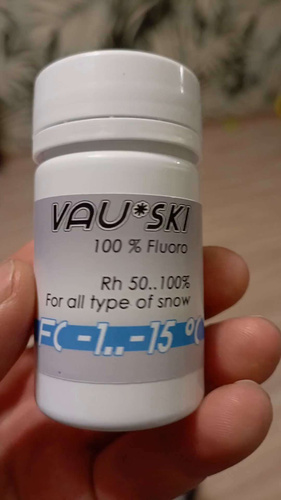 VAU*SKI
100 % Fluoro
Rh 50..100%
For all type of snow
FC -1..-15 °C